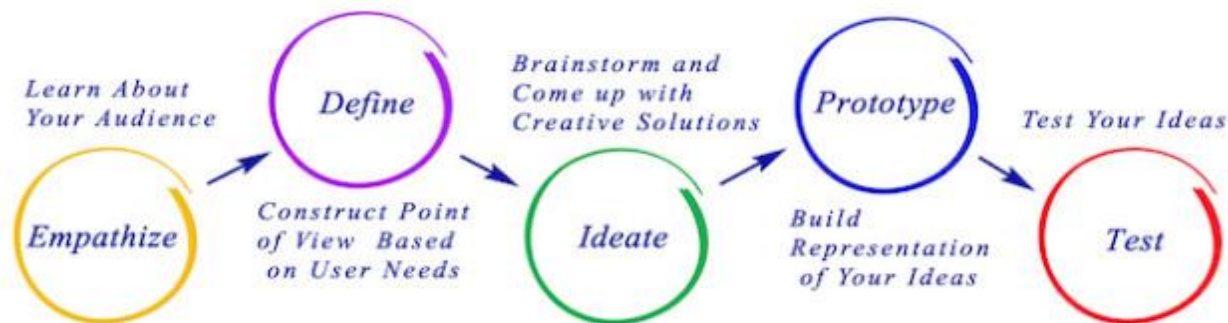 Learn About
Your Audience
Empathize
Define
Construct Point
of View Based
on User Needs
Brainstorm and
Come up with
Creative Solutions
Ideate
Prototype
Build
Representation
of Your Ideas
Test Your Ideas
Test